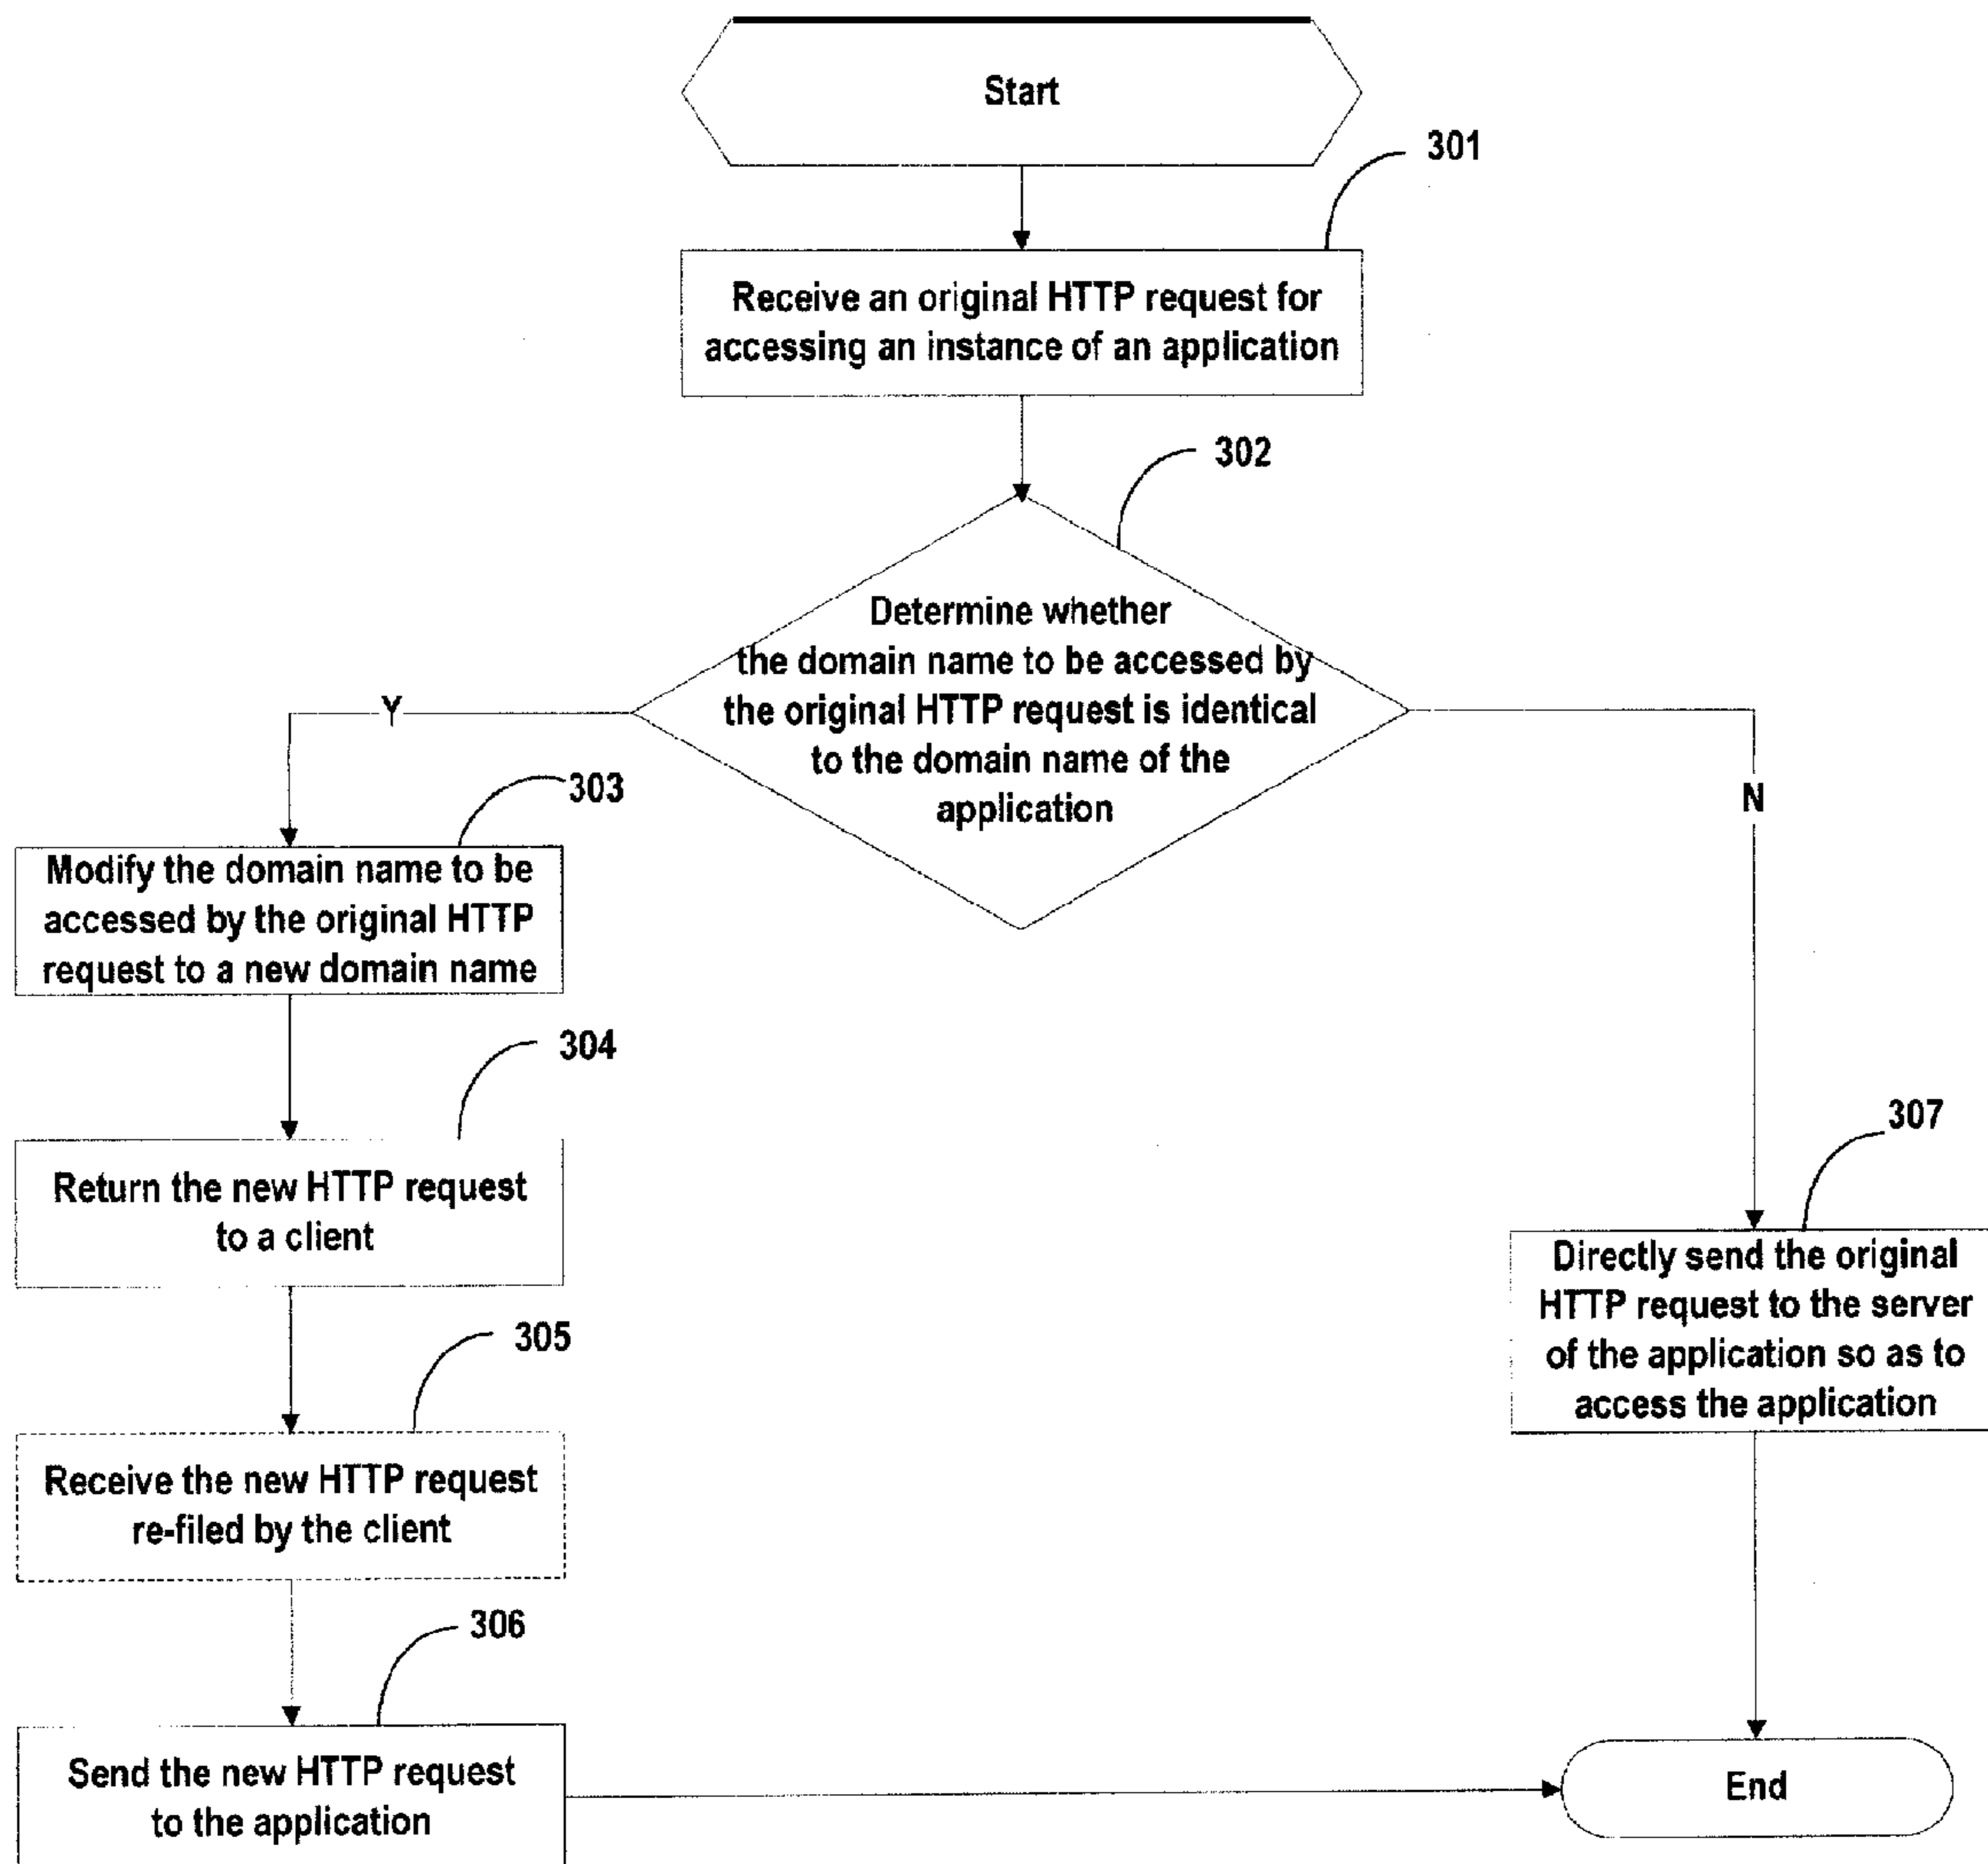 Start
301
Receive an original HTTP request for
accessing an instance of an application
302
Determine whether
the domain name to be accessed by
the original HTTP request is identical
to the domain name of the
application
Y
N
303
Modify the domain name to be
accessed by the original HTTP
request to a new domain name
304
Return the new HTTP request
to a client
307
Directly send the original
HTTP request to the server
of the application so as to
access the application
305
Receive the new HTTP request
re-filed by the client
306
Send the new HTTP request
to the application
End